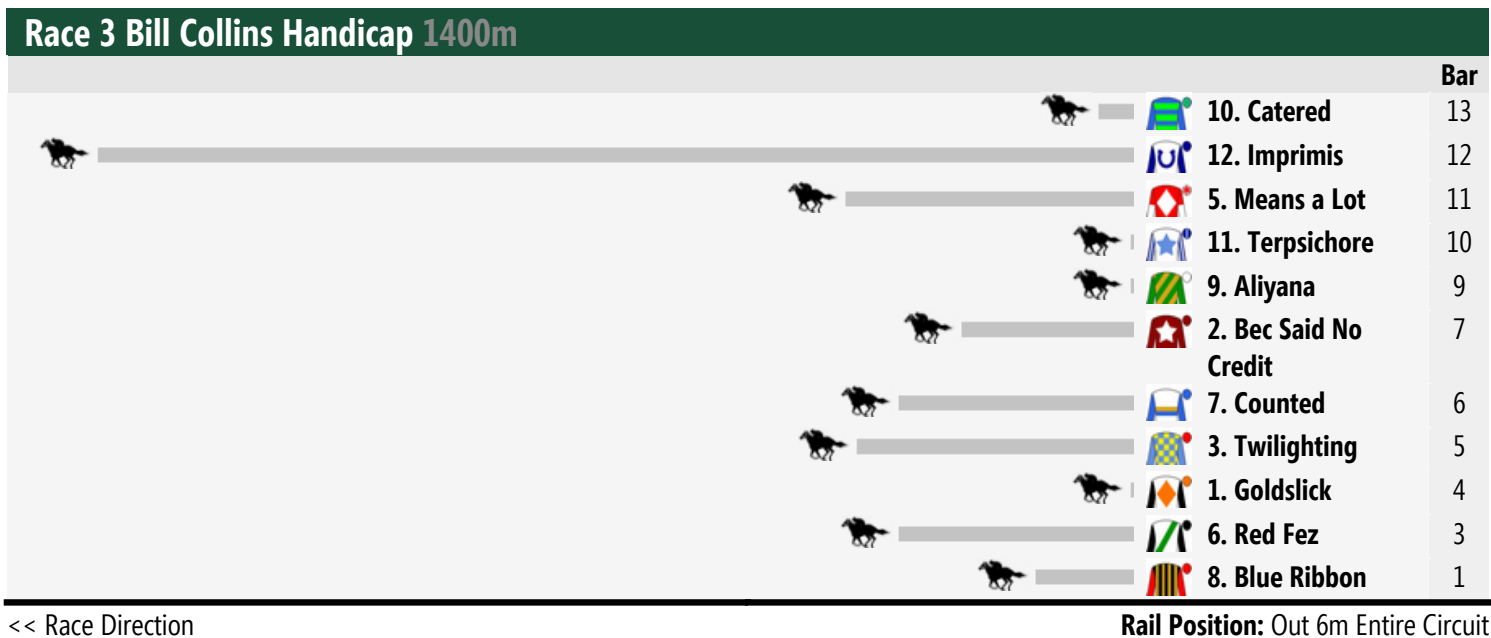 Race 3 Bill Collins Handicap 1400m
Bar
10. Catered 13
12. Imprimis 12
5. Means a Lot 11
11. Terpsichore 10
9. Aliyana 9
2. Bec Said No 7
Credit
7. Counted 6
3. Twilighting 5
1. Goldslick 4
6. Red Fez 3
8. Blue Ribbon 1
<< Race Direction Rail Position: Out 6m Entire Circuit